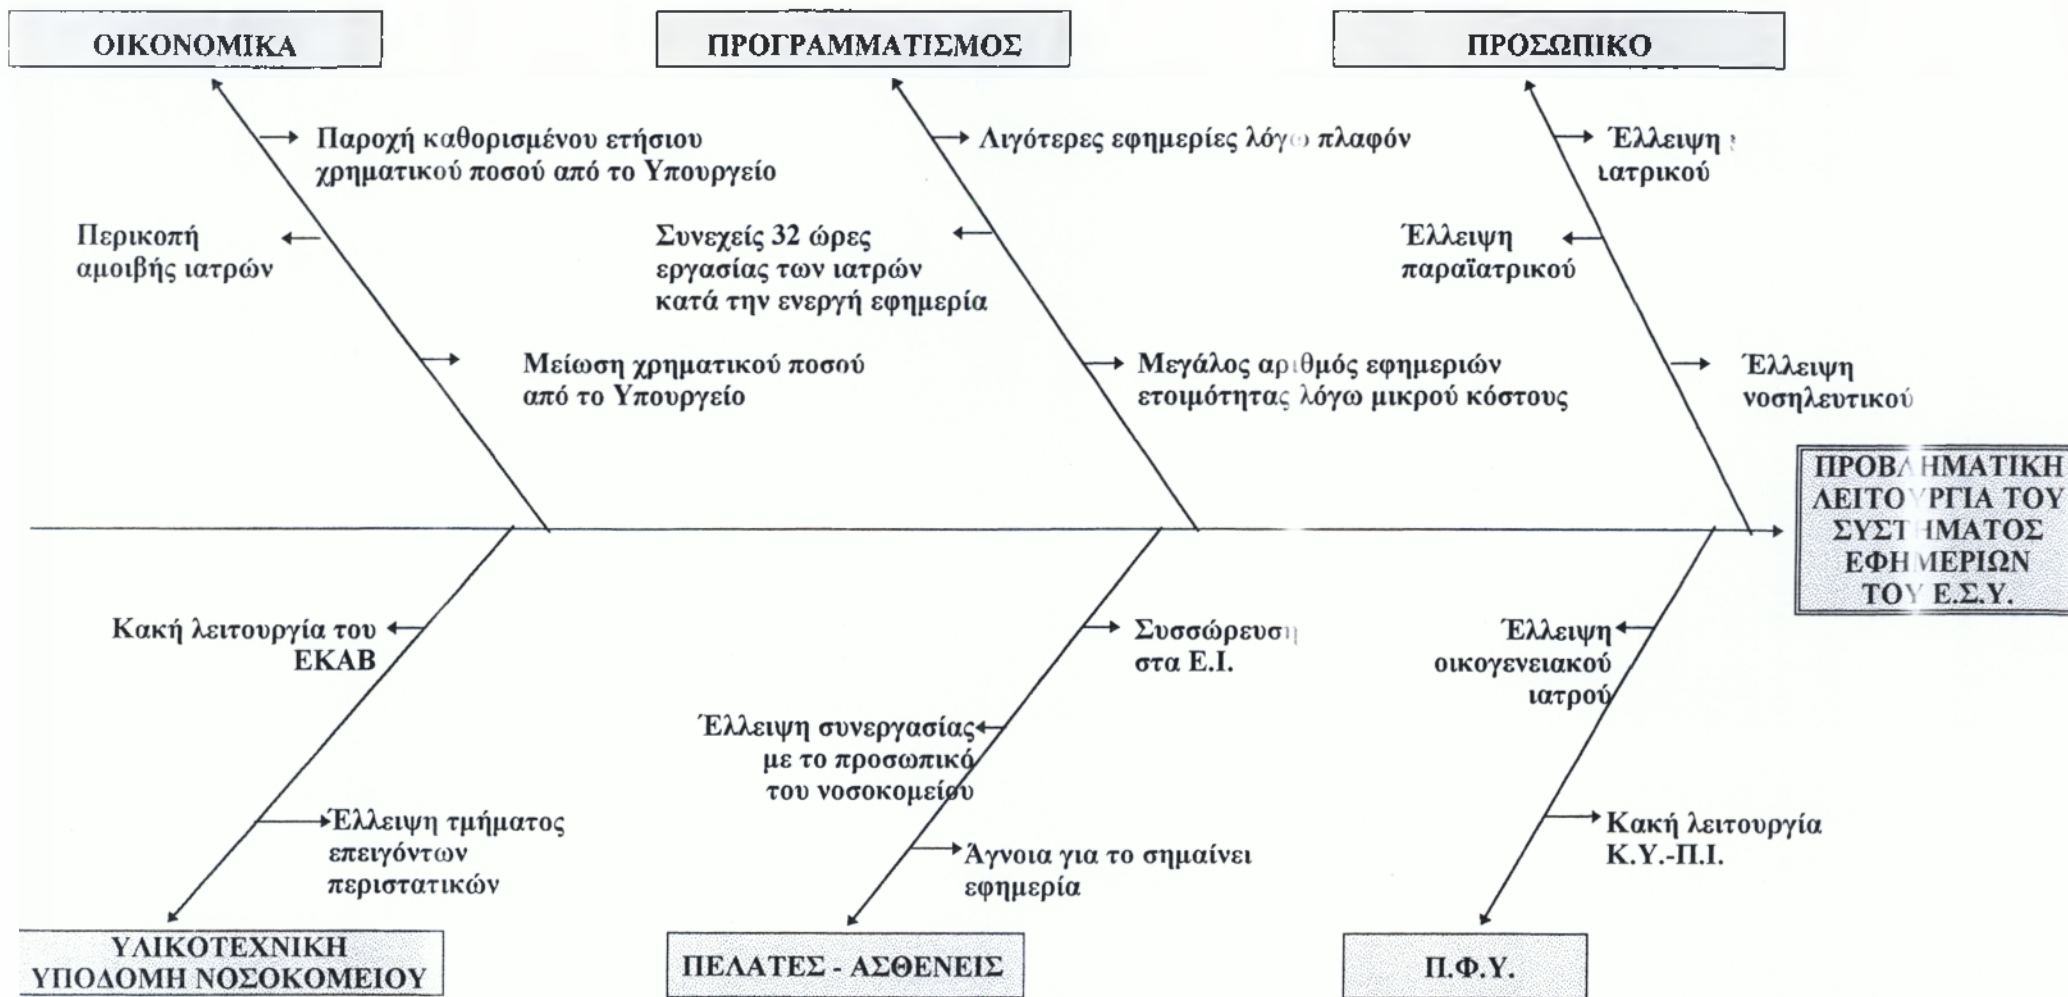 ΟΙΚΟΝΟΜΙΚΑ
ΠΡΟΓΡΑΜΜΑΤΙΣΜΟΣ
ΠΡΟΣΩΠΙΚΟ
Παροχή καθορισμένου ετήσιου
χρηματικού ποσού από το Υπουργείο
Περικοπή
αμοιβής ιατρών
Μείωση χρηματικού ποσού
από το Υπουργείο
Λιγότερες εφημερίες λόγω πλαφόν
Συνεχείς 32 ώρες
εργασίας των ιατρών
κατά την ενεργή εφημερία
Μεγάλος αριθμός εφημεριών
ετοιμότητας λόγω μικρού κόστους
Έλλειψη
ιατρικού
Έλλειψη
παραϊατρικού
Έλλειψη
νοσηλευτικού
ΠΡΟΒΛΗΜΑΤΙΚΗ
ΛΕΙΤΟΥΡΓΙΑ ΤΟΥ
ΣΥΣΤΗΜΑΤΟΣ
ΕΦΗΜΕΡΙΩΝ
ΤΟΥ Ε.Σ.Υ.
Κακή λειτουργία του
ΕΚΑΒ
Έλλειψη τμήματος
επειγόντων
περιστατικών
Συσσώρευση
στα Ε.Ι.
Έλλειψη συνεργασίας
με το προσωπικό
του νοσοκομείου
Άγνοια για το σημαίνει
εφημερία
Έλλειψη
οικογενειακού
ιατρού
Κακή λειτουργία
Κ.Υ.-Π.Ι.
ΥΛΙΚΟΤΕΧΝΙΚΗ
ΥΠΟΔΟΜΗ ΝΟΣΟΚΟΜΕΙΟΥ
ΠΕΛΑΤΕΣ - ΑΣΘΕΝΕΙΣ
Π.Φ.Υ.